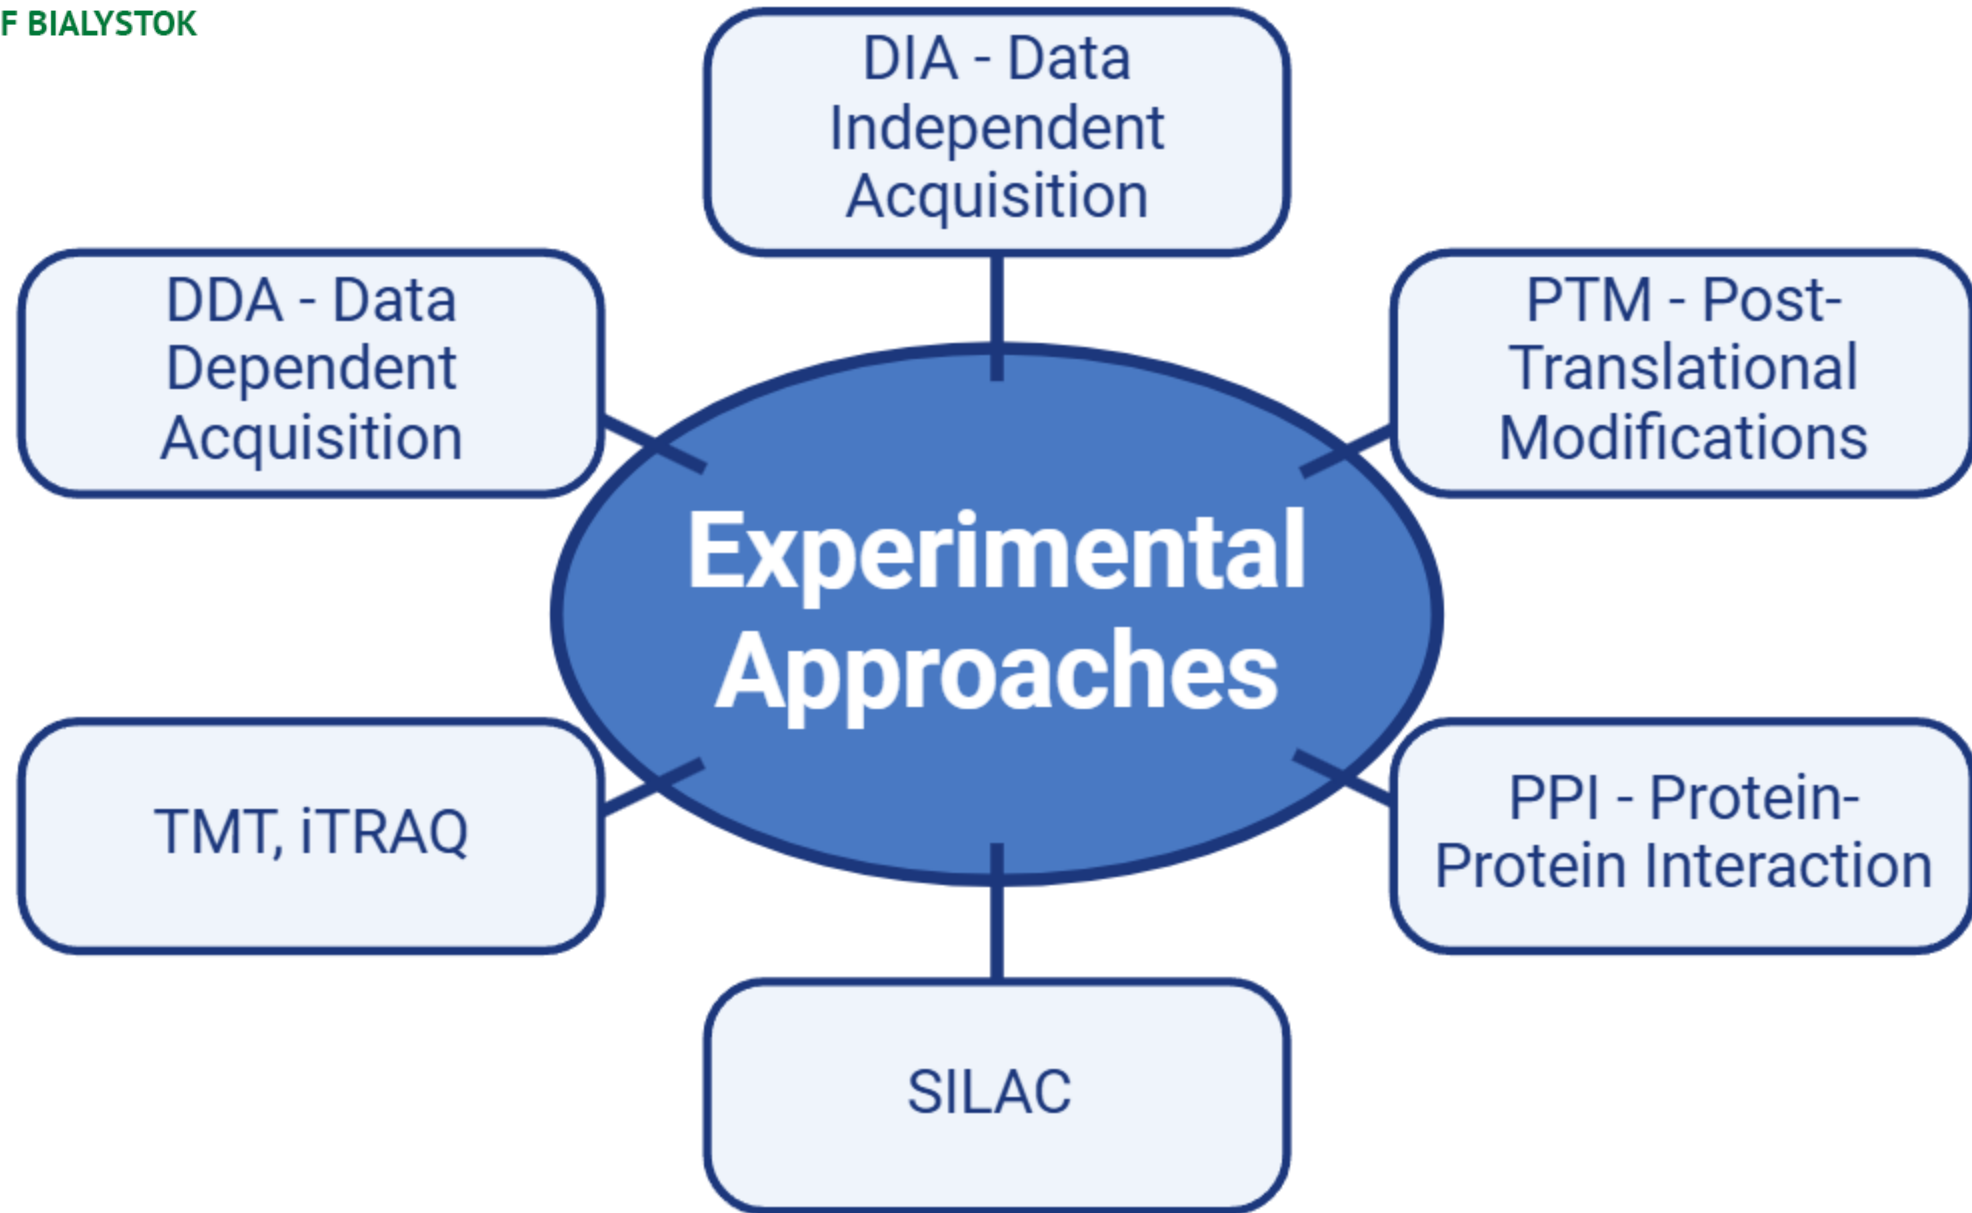 F BIALYSTOK
DIA - Data
Independent
Acquisition
DDA - Data
Dependent
Acquisition
PTM - Post-
Translational
Modifications
Experimental
Approaches
TMT, iTRAQ
PPI - Protein-
Protein Interaction
SILAC